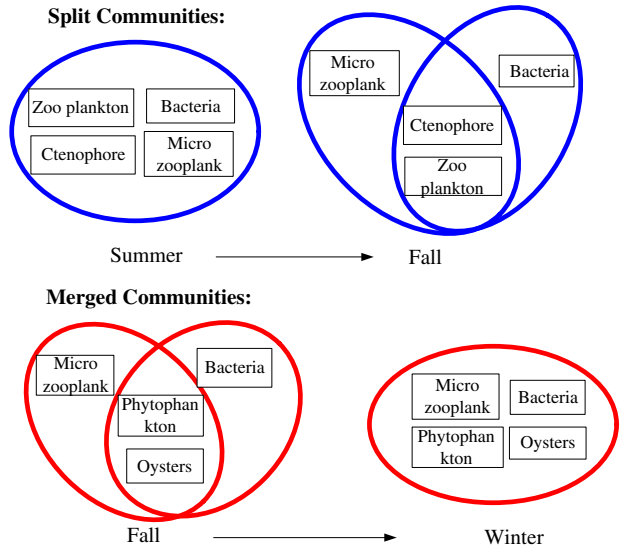 Split Communities:
Micro
zooplank
Bacteria
Zoo plankton
Bacteria
Ctenophore
Micro
zooplank
Ctenophore
Zoo
plankton
Summer
Fall
Merged Communities:
Micro
zooplank
Bacteria
Phytophan
kton
Oysters
Micro
zooplank
Bacteria
Phytophan
kton
Oysters
Fall
Winter